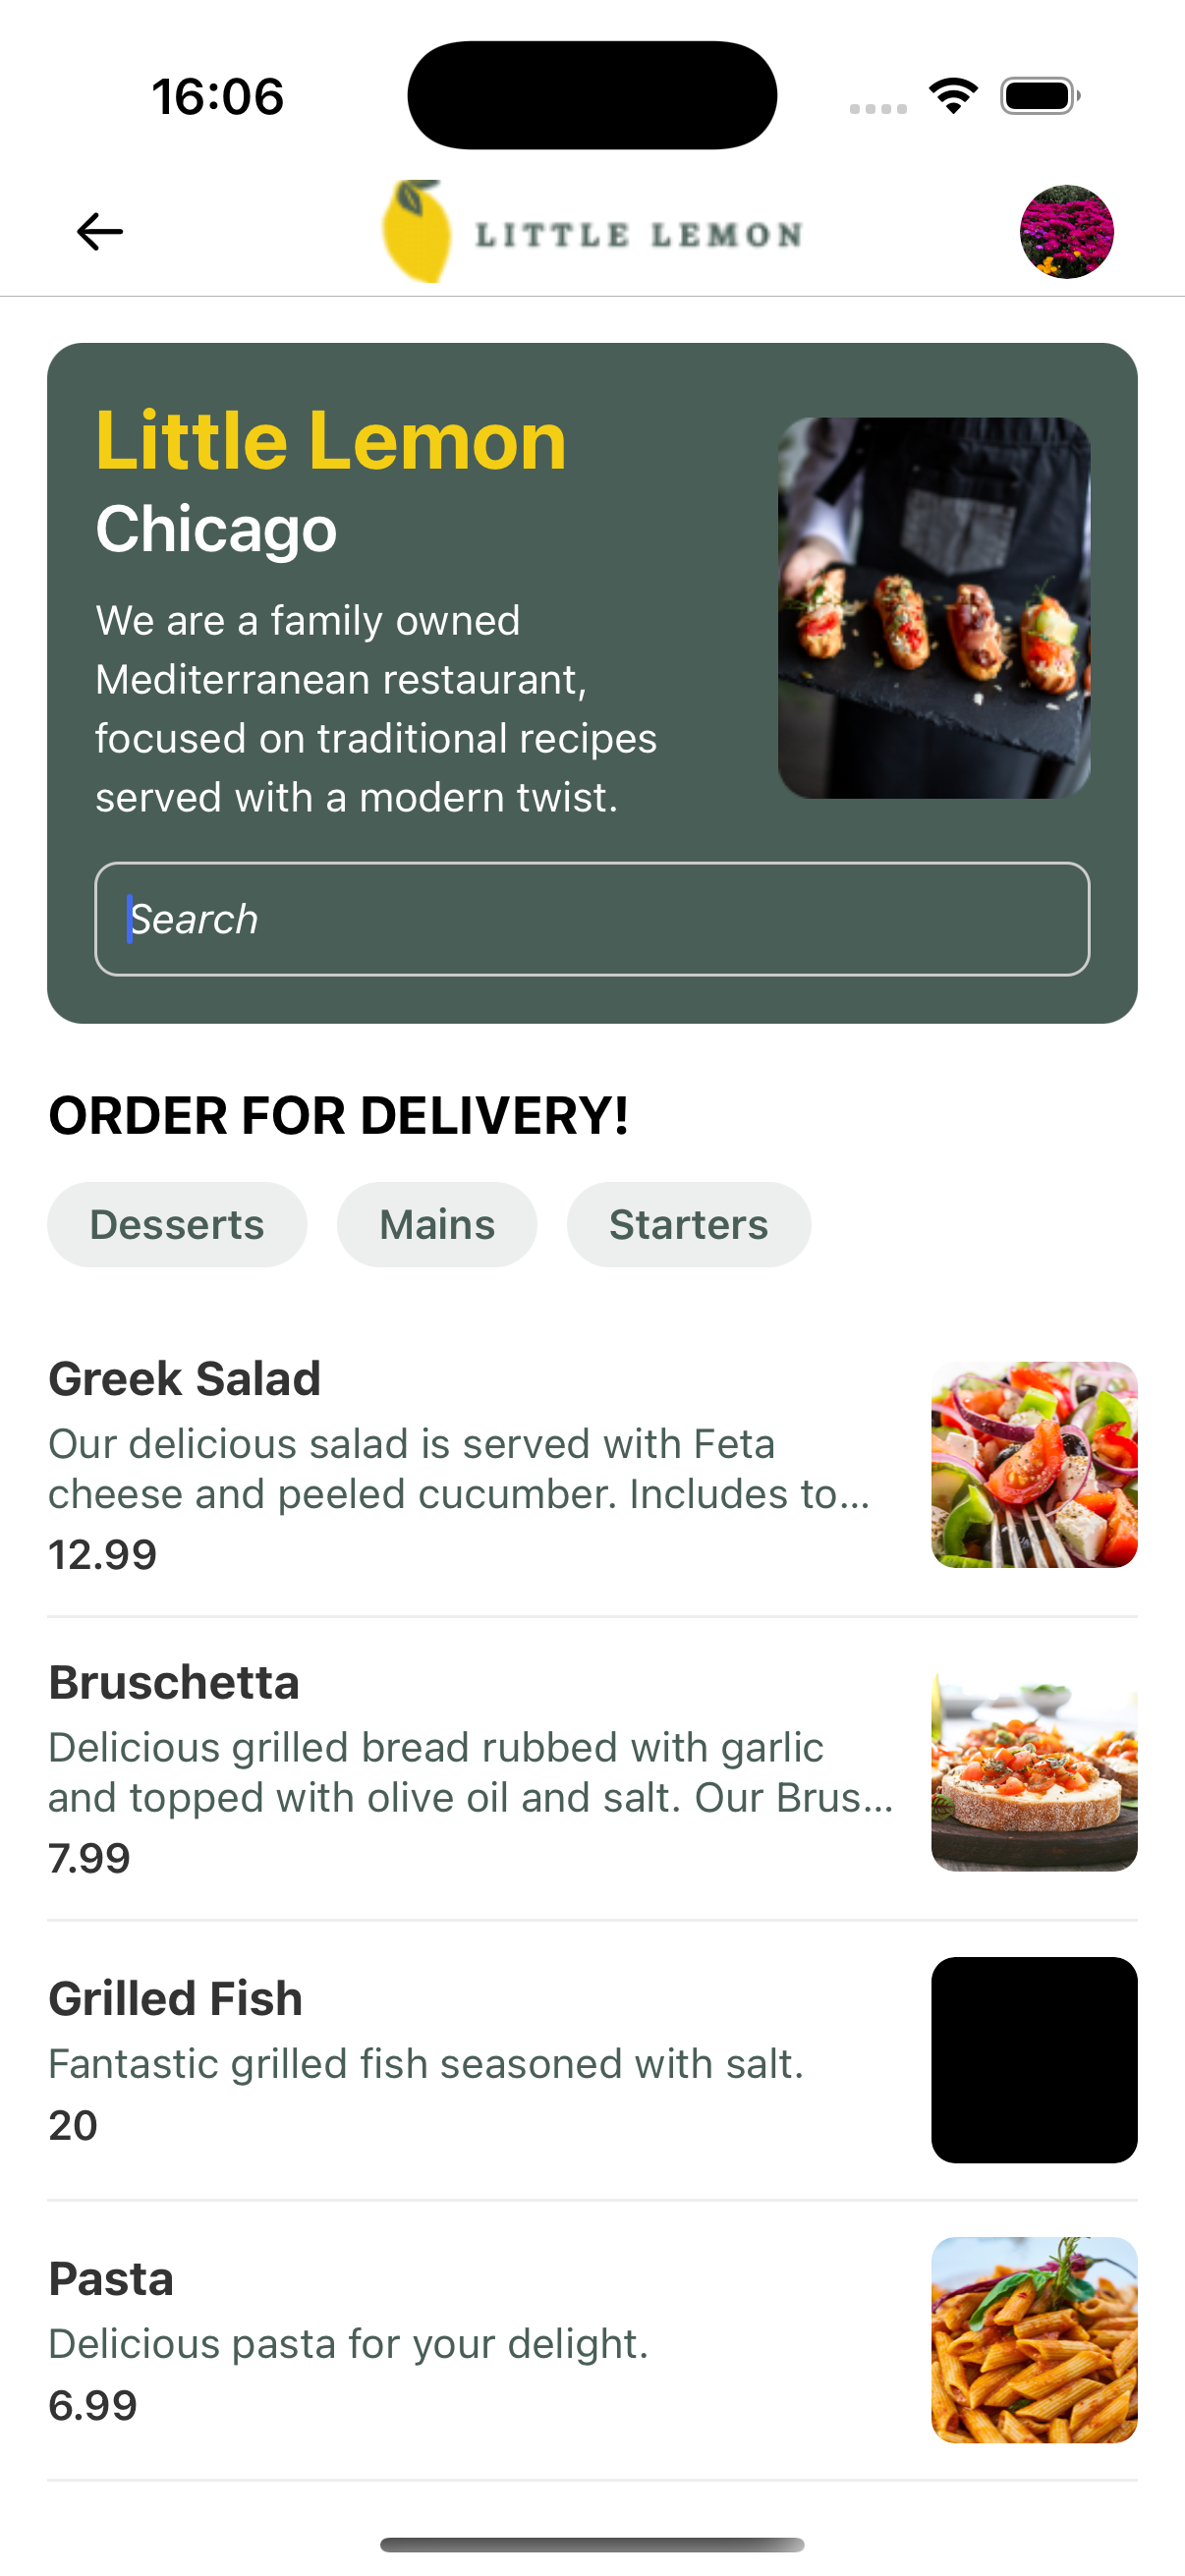 16:06
LITTLE LEMON
Little Lemon
Chicago
We are a family owned
Mediterranean restaurant,
focused on traditional recipes
served with a modern twist.
Search
ORDER FOR DELIVERY!
Desserts Mains Starters
Greek Salad
Our delicious salad is served with Feta
cheese and peeled cucumber. Includes to...
12.99
Bruschetta
Delicious grilled bread rubbed with garlic
and topped with olive oil and salt. Our Brus...
7.99
Grilled Fish
Fantastic grilled fish seasoned with salt.
20
Pasta
Delicious pasta for your delight.
6.99